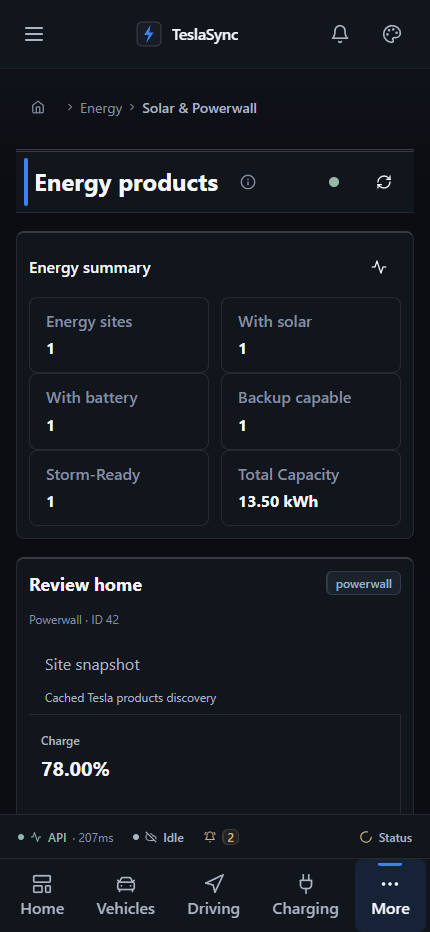 TeslaSync
Energy
Solar & Powerwall
Energy products
Energy summary
Energy sites
1
With solar
1
With battery
1
Backup capable
1
Storm-Ready
1
Total Capacity
13.50 kWh
Review home
powerwall
Powerwall · ID 42
Site snapshot
Cached Tesla products discovery
Charge
78.00%
API · 207ms
Idle
2
Status
Home
Vehicles
Driving
Charging
More